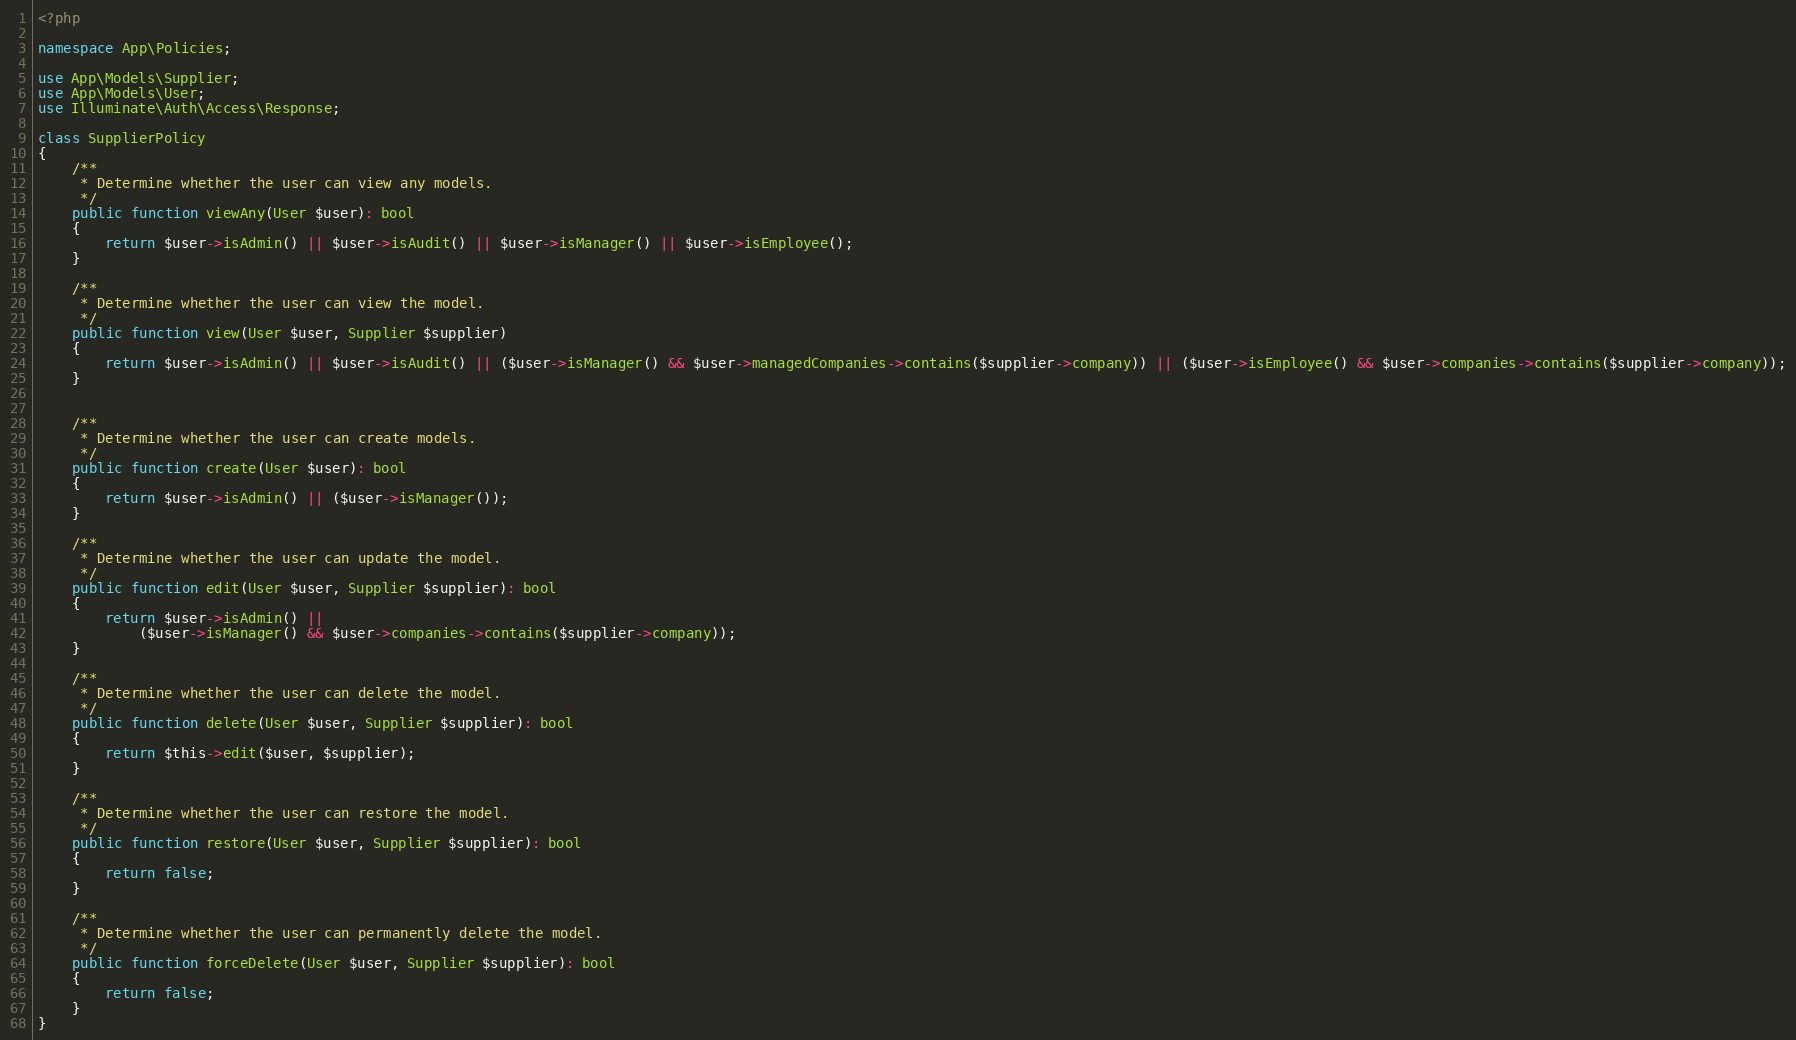 1 <?php
2
3 namespace App\Policies;
4
5 use App\Models\Supplier;
6 use App\Models\User;
7 use Illuminate\Auth\Access\Response;
8
9 class SupplierPolicy
10 {
11     /**
12      * Determine whether the user can view any models.
13      */
14     public function viewAny(User $user): bool
15     {
16         return $user->isAdmin() || $user->isAudit() || $user->isManager() || $user->isEmployee();
17     }
18
19     /**
20      * Determine whether the user can view the model.
21      */
22     public function view(User $user, Supplier $supplier)
23     {
24         return $user->isAdmin() || $user->isAudit() || ($user->isManager() && $user->managedCompanies->contains($supplier->company)) || ($user->isEmployee() && $user->companies->contains($supplier->company));
25     }
26
27
28     /**
29      * Determine whether the user can create models.
30      */
31     public function create(User $user): bool
32     {
33         return $user->isAdmin() || ($user->isManager());
34     }
35
36     /**
37      * Determine whether the user can update the model.
38      */
39     public function edit(User $user, Supplier $supplier): bool
40     {
41         return $user->isAdmin() ||
42             ($user->isManager() && $user->companies->contains($supplier->company));
43     }
44
45     /**
46      * Determine whether the user can delete the model.
47      */
48     public function delete(User $user, Supplier $supplier): bool
49     {
50         return $this->edit($user, $supplier);
51     }
52
53     /**
54      * Determine whether the user can restore the model.
55      */
56     public function restore(User $user, Supplier $supplier): bool
57     {
58         return false;
59     }
60
61     /**
62      * Determine whether the user can permanently delete the model.
63      */
64     public function forceDelete(User $user, Supplier $supplier): bool
65     {
66         return false;
67     }
68 }